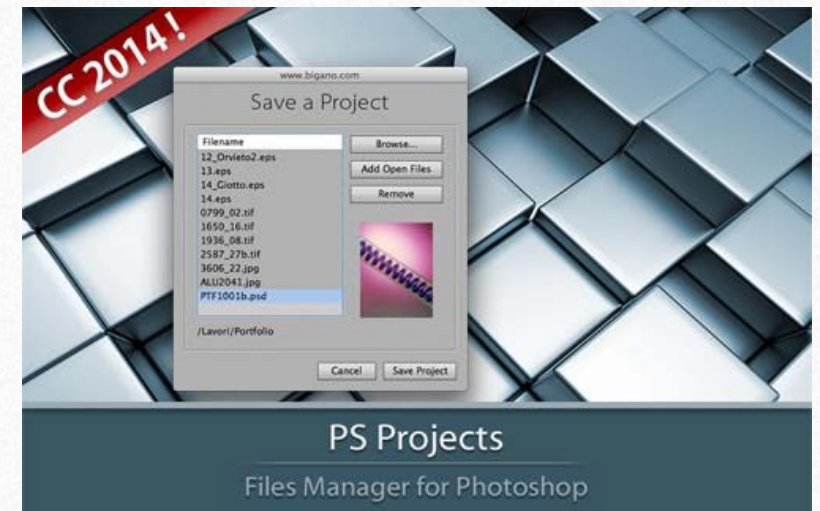 CC 2014!
www.bigano.com
Save a Project
Filename
12_Orvieto2.eps
13.eps
14_Giotto.eps
14.eps
0799_02.tif
1650_16.tif
1936_08.tif
2587_27b.tif
3606_22.jpg
ALU2041.jpg
PTF1001b.psd
Browse...
Add Open Files
Remove
/Lavori/Portfolio
Cancel
Save Project
PS Projects
Files Manager for Photoshop